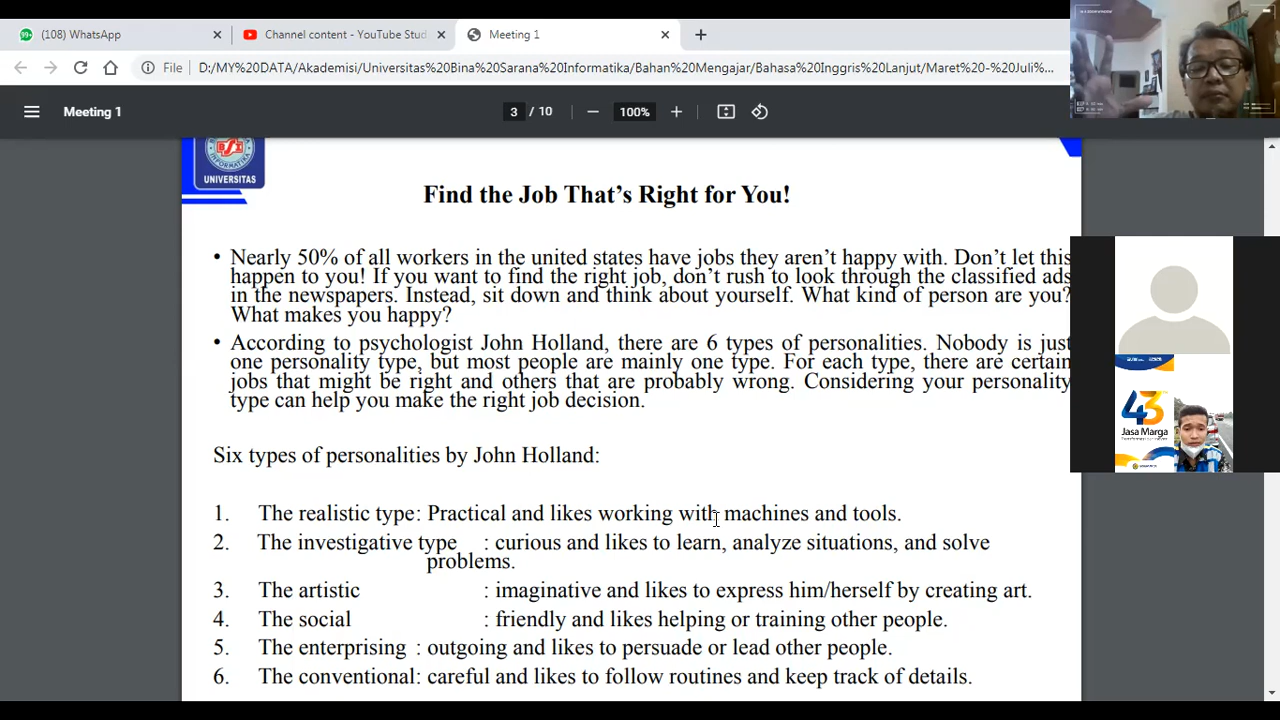 (108) WhatsApp
Channel content - YouTube Stud
Meeting 1
File
D:/MY%20DATA/Akademisi/Universitas%20Bina%20Sarana%20Informatika/Bahan%20Mengajar/Bahasa%20Inggris%20Lanjut/Maret%20-%20Juli%...
Meeting 1
3 / 10
100%
BSI
UNIVERSITAS
Find the Job That's Right for You!
• Nearly 50% of all workers in the united states have jobs they aren't happy with. Don't let this
happen to you! If you want to find the right job, don't rush to look through the classified ads
in the newspapers. Instead, sit down and think about yourself. What kind of person are you?
What makes you happy?
• According to psychologist John Holland, there are 6 types of personalities. Nobody is just
one personality type, but most people are mainly one type. For each type, there are certain
jobs that might be right and others that are probably wrong. Considering your personality
type can help you make the right job decision.
Six types of personalities by John Holland:
1. The realistic type: Practical and likes working with machines and tools.
2. The investigative type : curious and likes to learn, analyze situations, and solve
problems.
3. The artistic : imaginative and likes to express him/herself by creating art.
4. The social : friendly and likes helping or training other people.
5. The enterprising : outgoing and likes to persuade or lead other people.
6. The conventional: careful and likes to follow routines and keep track of details.
43
Jasa Marga